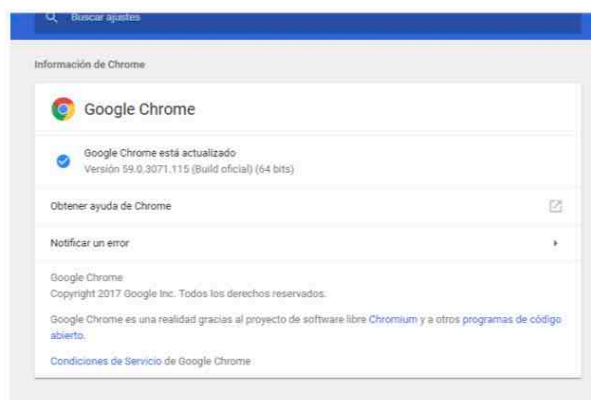 Buscar ajustes
Información de Chrome
Google Chrome
Google Chrome está actualizado
Versión 59.0.3071.115 (Build oficial) (64 bits)
Obtener ayuda de Chrome
Notificar un error
Google Chrome
Copyright 2017 Google Inc. Todos los derechos reservados.
Google Chrome es una realidad gracias al proyecto de software libre Chromium y a otros programas de código
abierto.
Condiciones de Servicio de Google Chrome